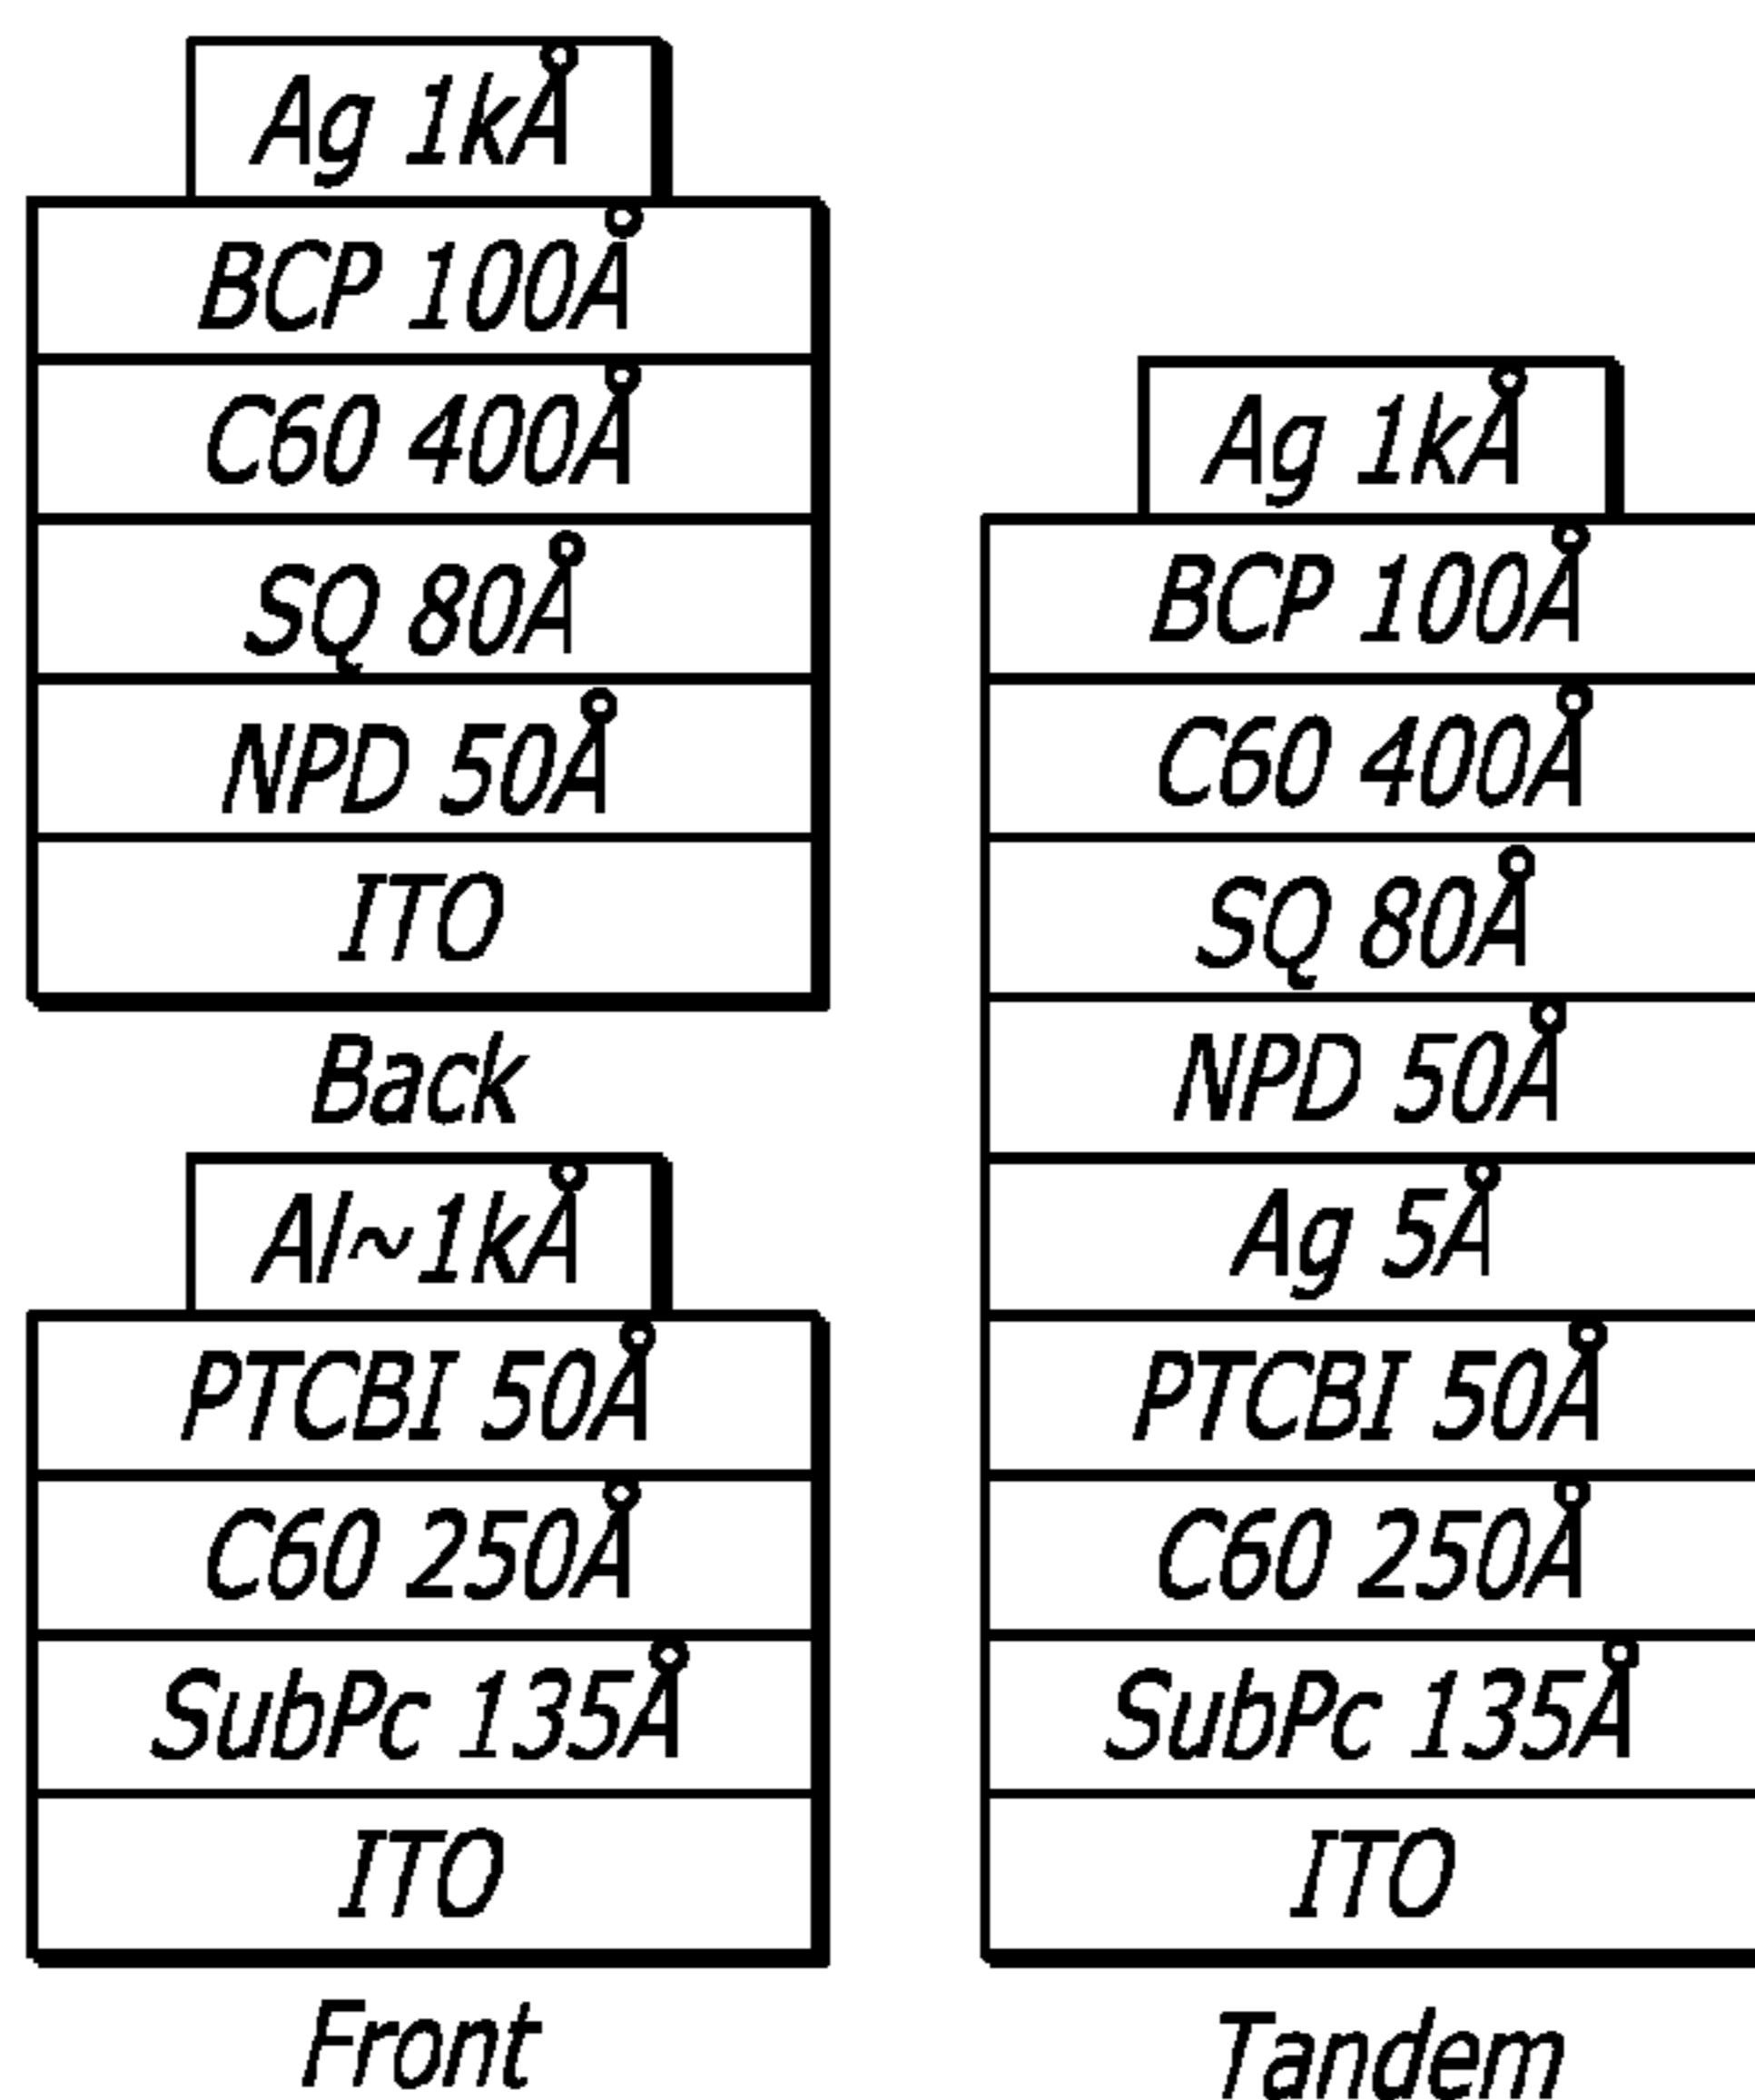 Ag 1kÅ
BCP 100Å
C60 400Å
SQ 80Å
NPD 50Å
ITO
Back
Al~1kÅ
PTCBI 50Å
C60 250Å
SubPc 135Å
ITO
Front
Ag 1kÅ
BCP 100Å
C60 400Å
SQ 80Å
NPD 50Å
Ag 5Å
PTCBI 50Å
C60 250Å
SubPc 135Å
ITO
Tandem